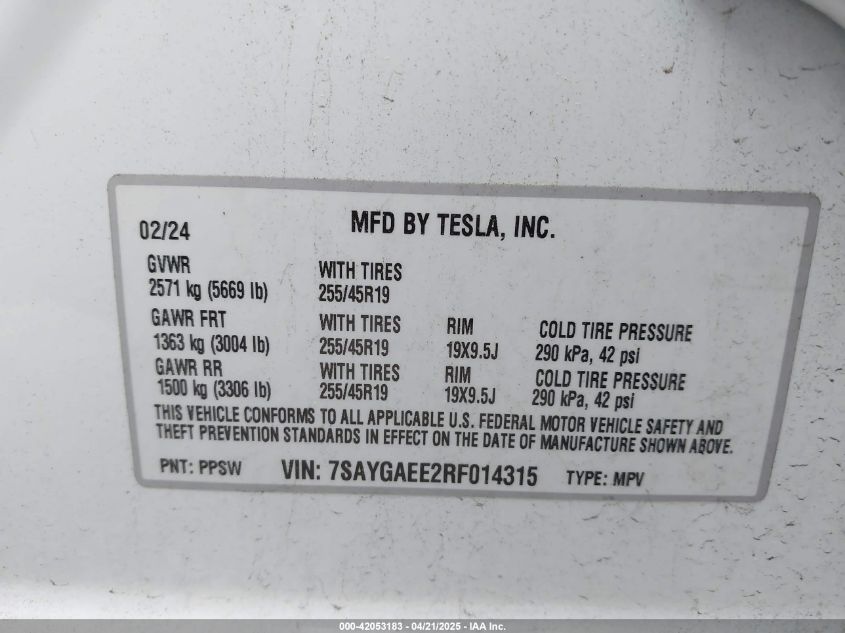 02/24 MFD BY TESLA, INC.
GVWR WITH TIRES
2571 kg (5669 lb) 255/45R19
GAWR FRT WITH TIRES RIM COLD TIRE PRESSURE
1363 kg (3004 lb) 255/45R19 19X9.5J 290 kPa, 42 psi
GAWR RR WITH TIRES RIM COLD TIRE PRESSURE
1500 kg (3306 lb) 255/45R19 19X9.5J 290 kPa, 42 psi
THIS VEHICLE CONFORMS TO ALL APPLICABLE U.S. FEDERAL MOTOR VEHICLE SAFETY AND
THEFT PREVENTION STANDARDS IN EFFECT ON THE DATE OF MANUFACTURE SHOWN ABOVE.
PNT: PPSW VIN: 7SAYGAEE2RF014315 TYPE: MPV
000-42053183 - 04/21/2025 - IAA Inc.